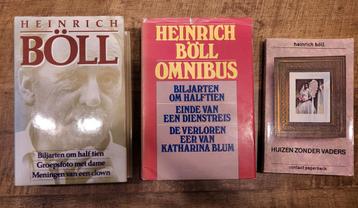 HEINRICH
BÖLL
Biljarten om half tien
Groepsfoto met dame
Meningen van een clown
HEINRICH
BÖLL
OMNIBUS
BILJARTEN
OM HALFTIEN
EINDE VAN
EEN DIENSTREIS
DE VERLOREN
EER VAN
KATHARINA BLUM
heinrich böll
HUIZEN ZONDER VADERS
contact paperback